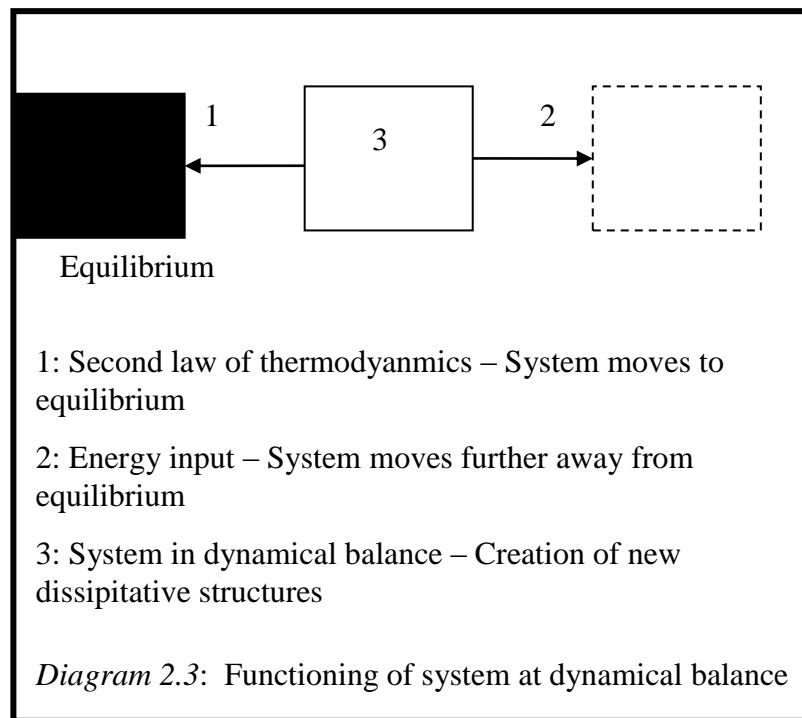 1
2
3
Equilibrium
1: Second law of thermodyanmics – System moves to
equilibrium
2: Energy input – System moves further away from
equilibrium
3: System in dynamical balance – Creation of new
dissipitative structures
Diagram 2.3:  Functioning of system at dynamical balance